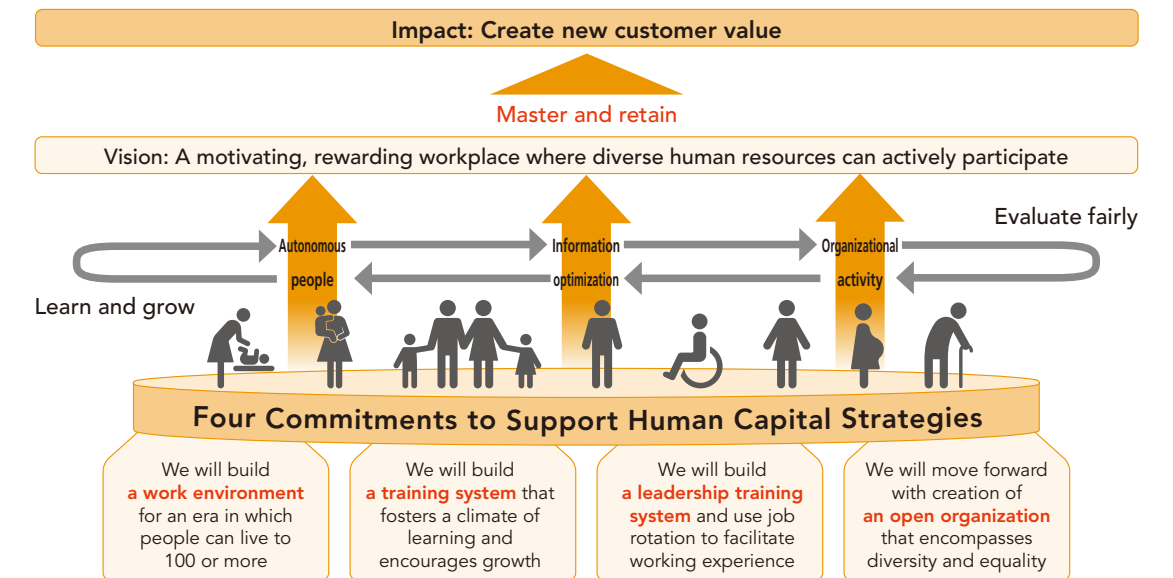 Impact: Create new customer value
Master and retain
Vision: A motivating, rewarding workplace where diverse human resources can actively participate
Evaluate fairly
Autonomous
people
Information
optimization
Organizational
activity
Learn and grow
Four Commitments to Support Human Capital Strategies
We will build
a work environment
for an era in which
people can live to
100 or more
We will build
a training system that
fosters a climate of
learning and
encourages growth
We will build
a leadership training
system and use job
rotation to facilitate
working experience
We will move forward
with creation of
an open organization
that encompasses
diversity and equality